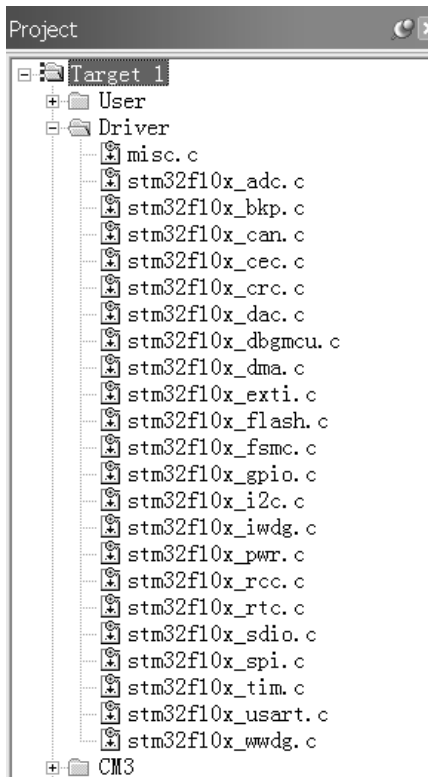 Project
Target 1
User
Driver
misc.c
stm32f10x_adc.c
stm32f10x_bkp.c
stm32f10x_can.c
stm32f10x_cec.c
stm32f10x_crc.c
stm32f10x_dac.c
stm32f10x_dbgmcu.c
stm32f10x_dma.c
stm32f10x_exti.c
stm32f10x_flash.c
stm32f10x_fsmc.c
stm32f10x_gpio.c
stm32f10x_i2c.c
stm32f10x_iwdg.c
stm32f10x_pwr.c
stm32f10x_rcc.c
stm32f10x_rtc.c
stm32f10x_sdio.c
stm32f10x_spi.c
stm32f10x_tim.c
stm32f10x_usart.c
stm32f10x_wwdg.c
CM3